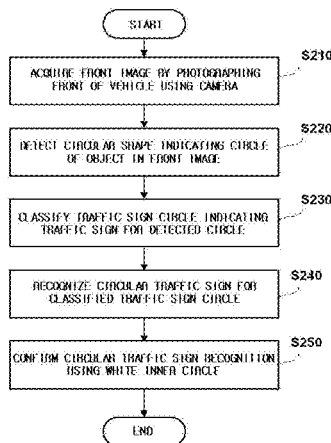 START
S210
ACQUIRE FRONT IMAGE BY PHOTOGRAPHING
FRONT OF VEHICLE USING CAMERA
S220
DETECT CIRCULAR SHAPE INDICATING CIRCLE
OF OBJECT IN FRONT IMAGE
S230
CLASSIFY TRAFFIC SIGN CIRCLE INDICATING
TRAFFIC SIGN FOR DETECTED CIRCLE
S240
RECOGNIZE CIRCULAR TRAFFIC SIGN FOR
CLASSIFIED TRAFFIC SIGN CIRCLE
S250
CONFIRM CIRCULAR TRAFFIC SIGN RECOGNITION
USING WHITE INNER CIRCLE
END